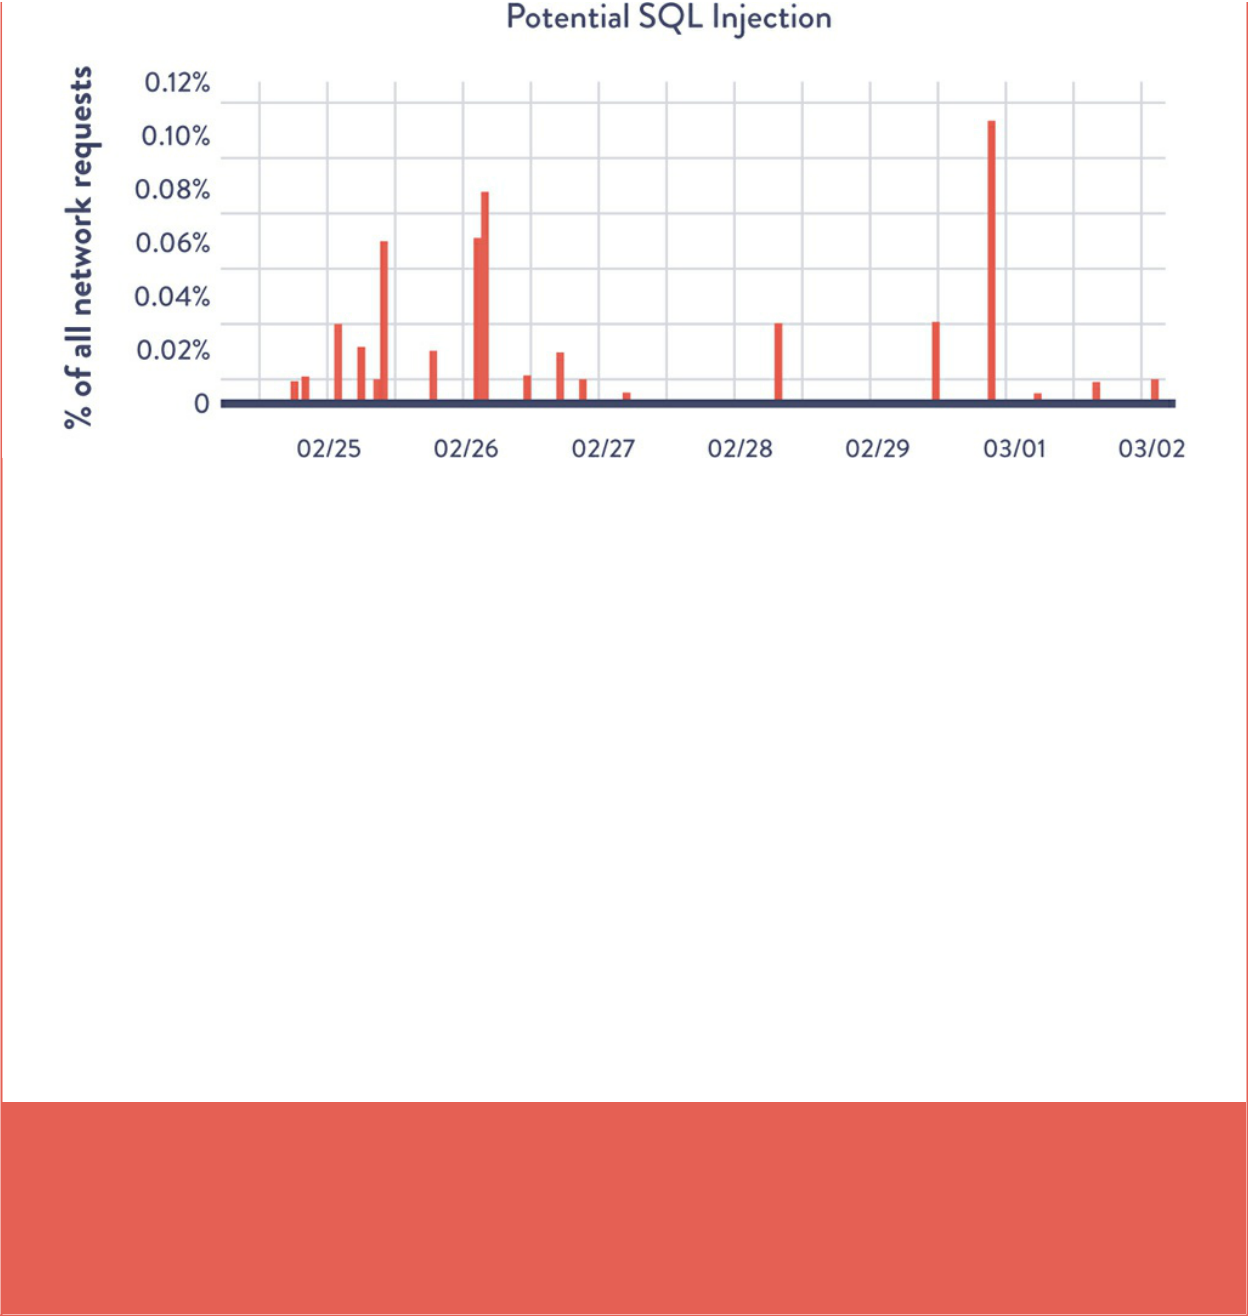 Potential SQL Injection
% of all network requests
0.12%
0.10%
0.08%
0.06%
0.04%
0.02%
0
02/25 02/26 02/27 02/28 02/29 03/01 03/02